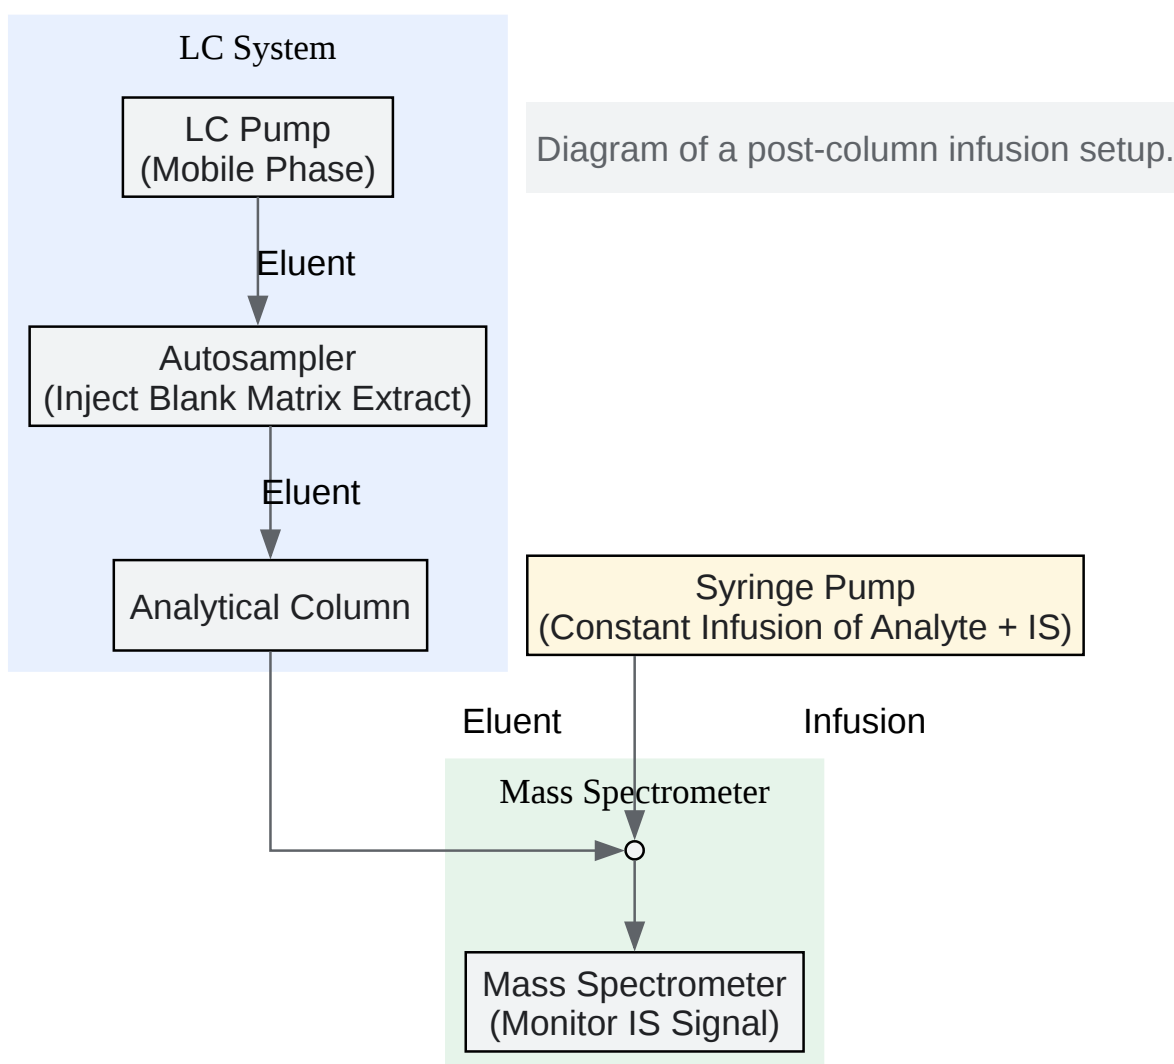 LC System
LC Pump
(Mobile Phase)
Diagram of a post-column infusion setup.
Eluent
Autosampler
(Inject Blank Matrix Extract)
Eluent
Analytical Column
Syringe Pump
(Constant Infusion of Analyte + IS)
Eluent
Infusion
Mass Spectrometer
Mass Spectrometer
(Monitor IS Signal)